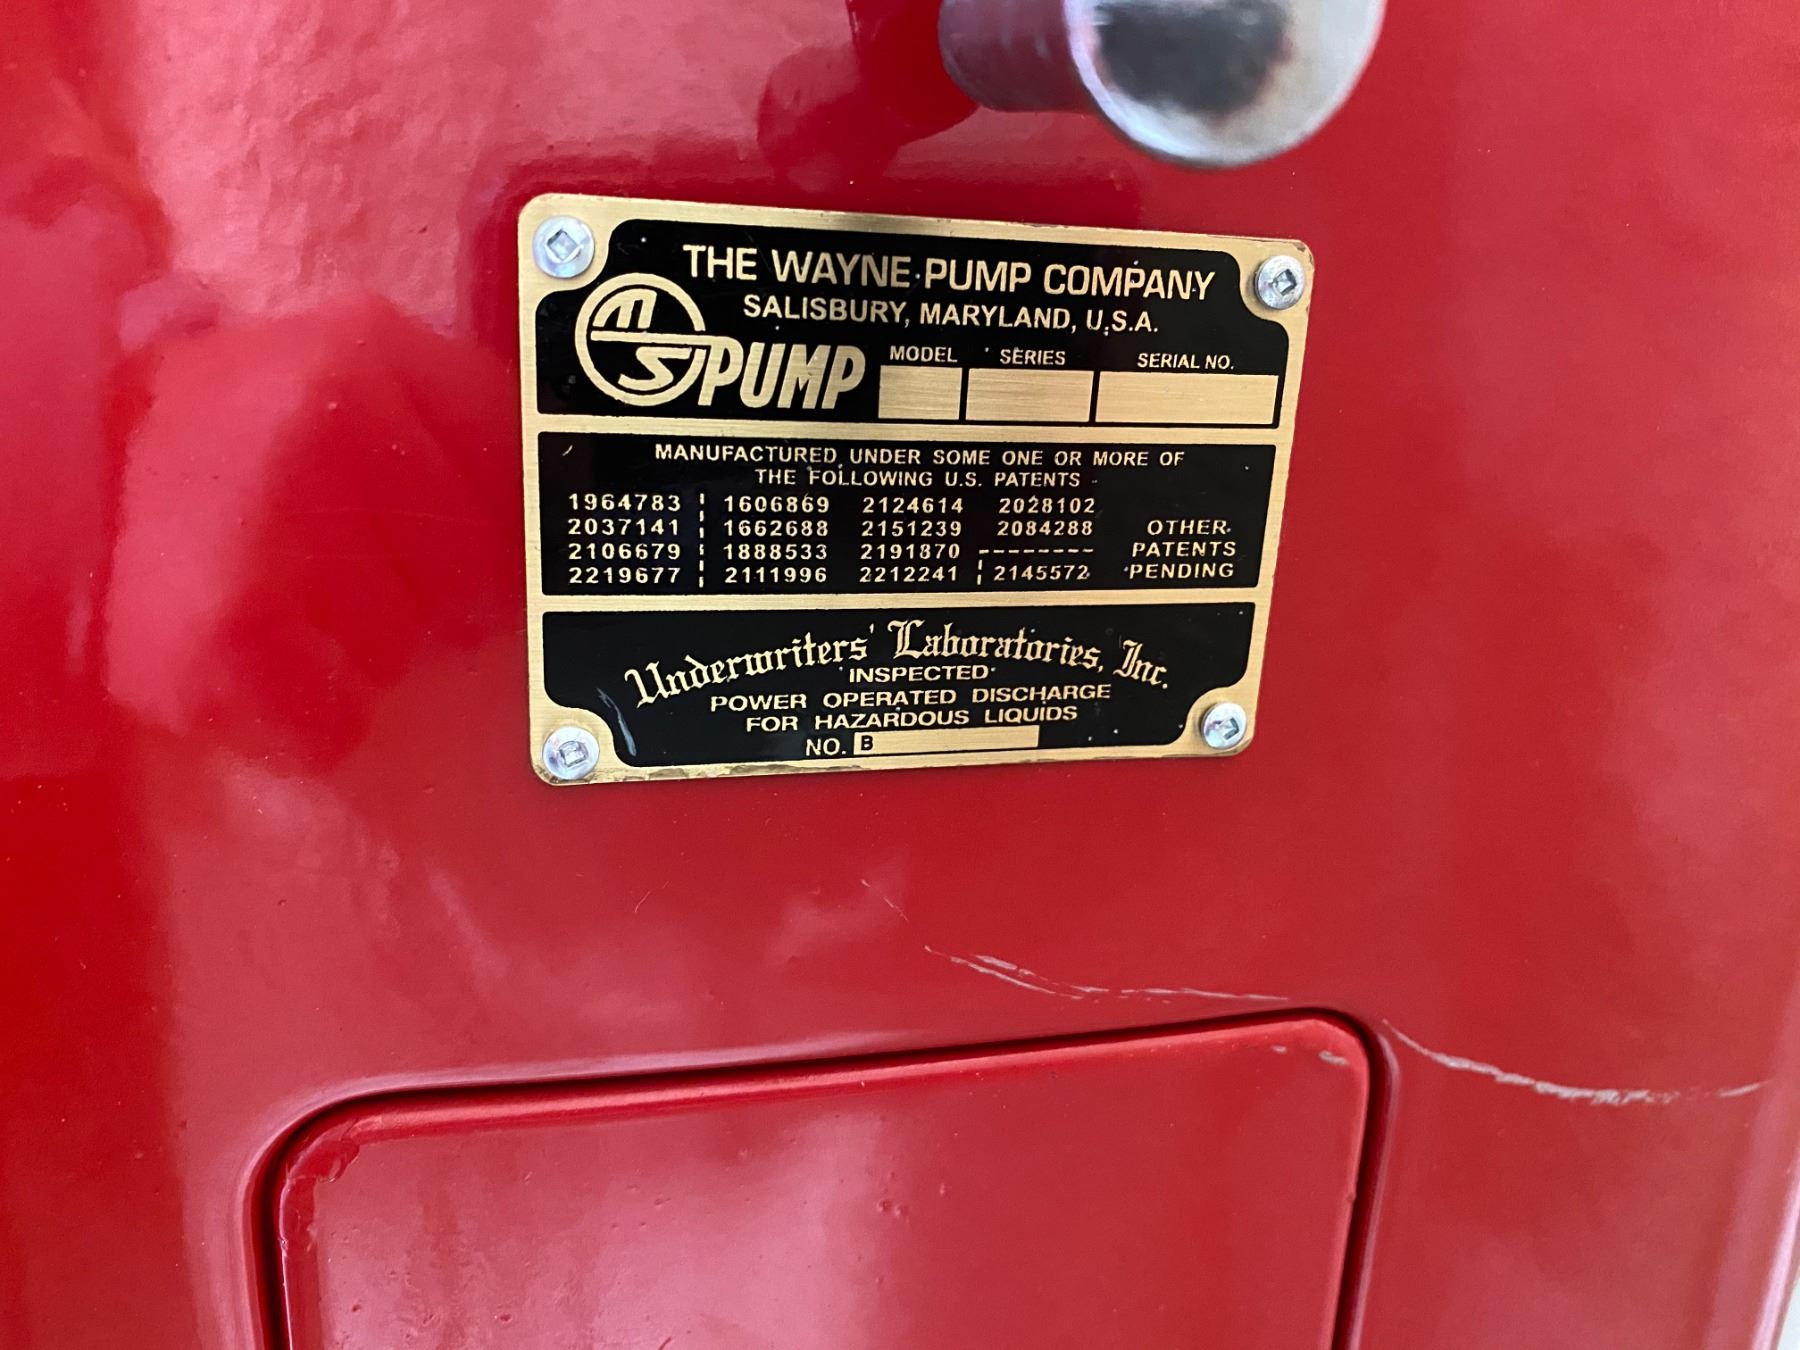 THE WAYNE PUMP COMPANY
SALISBURY, MARYLAND, U.S.A.
PUMP
MODEL SERIES SERIAL NO.
MANUFACTURED UNDER SOME ONE OR MORE OF
THE FOLLOWING U.S. PATENTS
1964783 1606869 2124614 2028102
2037141 1662688 2151239 2084288 OTHER
2106679 1888533 2191870 -------- PATENTS
2219677 2111996 2212241 2145572 PENDING
Underwriters' Laboratories, Inc.
INSPECTED
POWER OPERATED DISCHARGE
FOR HAZARDOUS LIQUIDS
NO. B